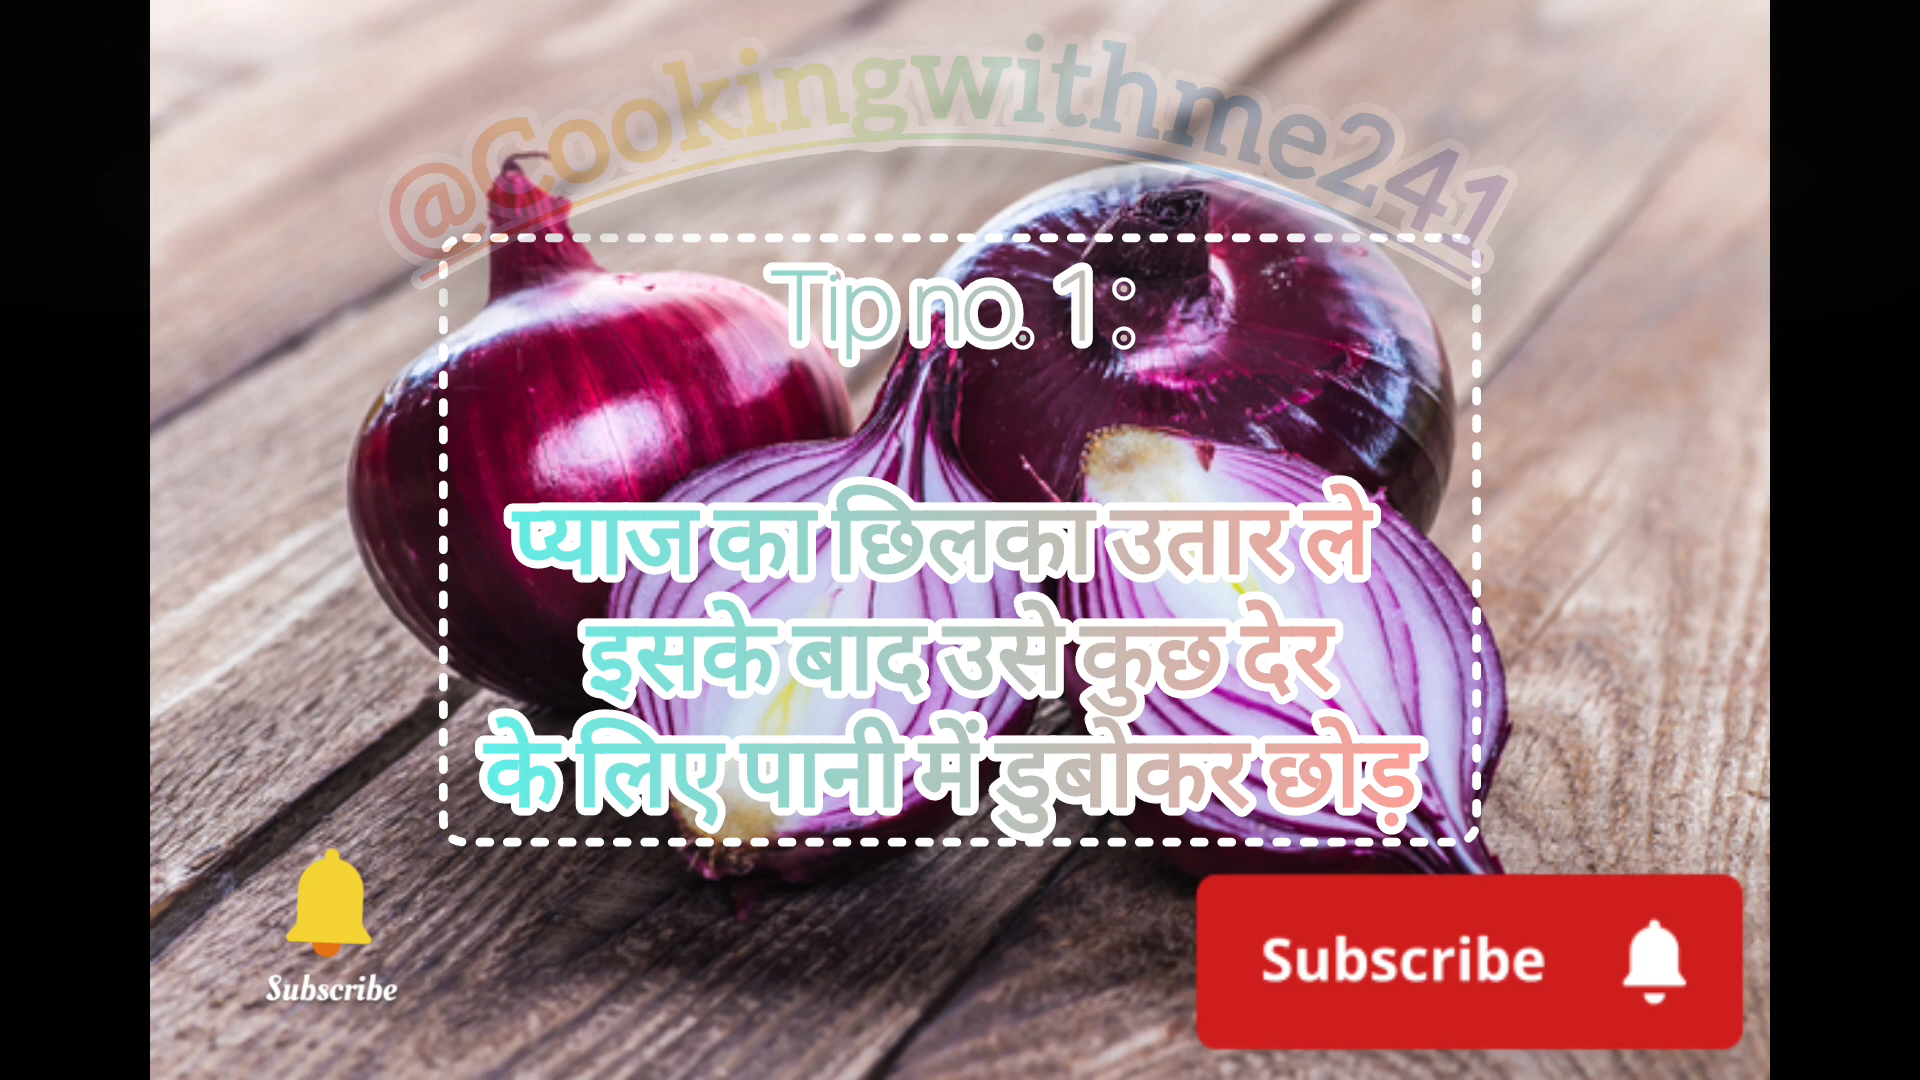 @Cookingwithme241
Tip no. 1:
प्याज का छिलका उतार ले
इसके बाद उसे कुछ देर
के लिए पानी में डुबोकर छोड़
Subscribe
Subscribe